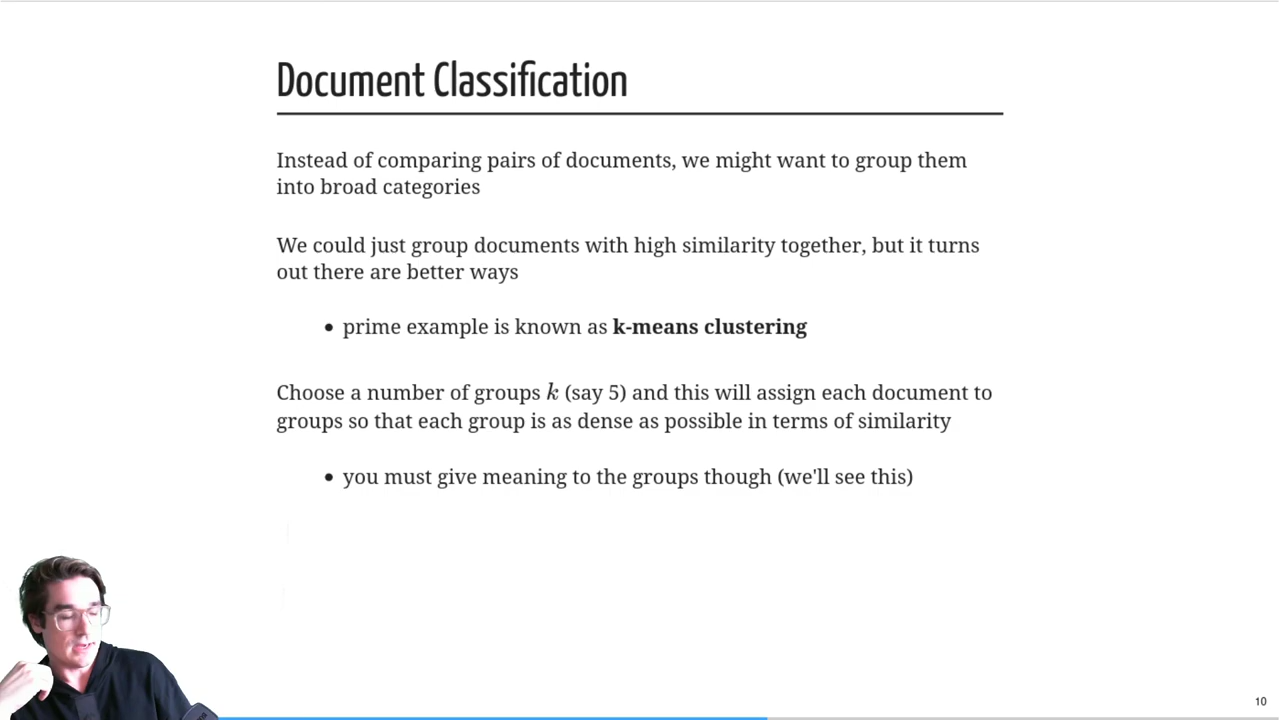 Document Classification
Instead of comparing pairs of documents, we might want to group them
into broad categories
We could just group documents with high similarity together, but it turns
out there are better ways
• prime example is known as k-means clustering
Choose a number of groups k (say 5) and this will assign each document to
groups so that each group is as dense as possible in terms of similarity
• you must give meaning to the groups though (we'll see this)
10